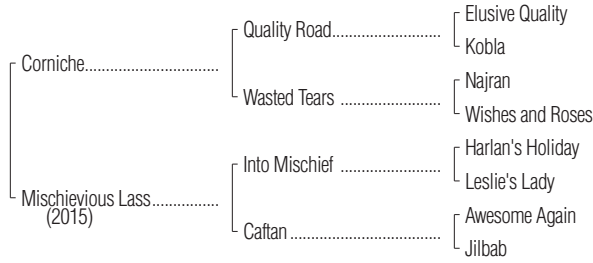 Elusive Quality
Quality Road
Kobla
Corniche
Najran
Wasted Tears
Wishes and Roses
Harlan's Holiday
Into Mischief
Leslie's Lady
Mischievious Lass
(2015)
Awesome Again
Caftan
Jilbab